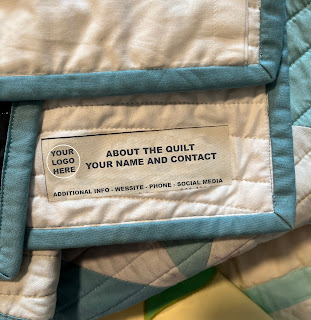 YOUR
LOGO
HERE
ABOUT THE QUILT
YOUR NAME AND CONTACT
ADDITIONAL INFO - WEBSITE - PHONE - SOCIAL MEDIA